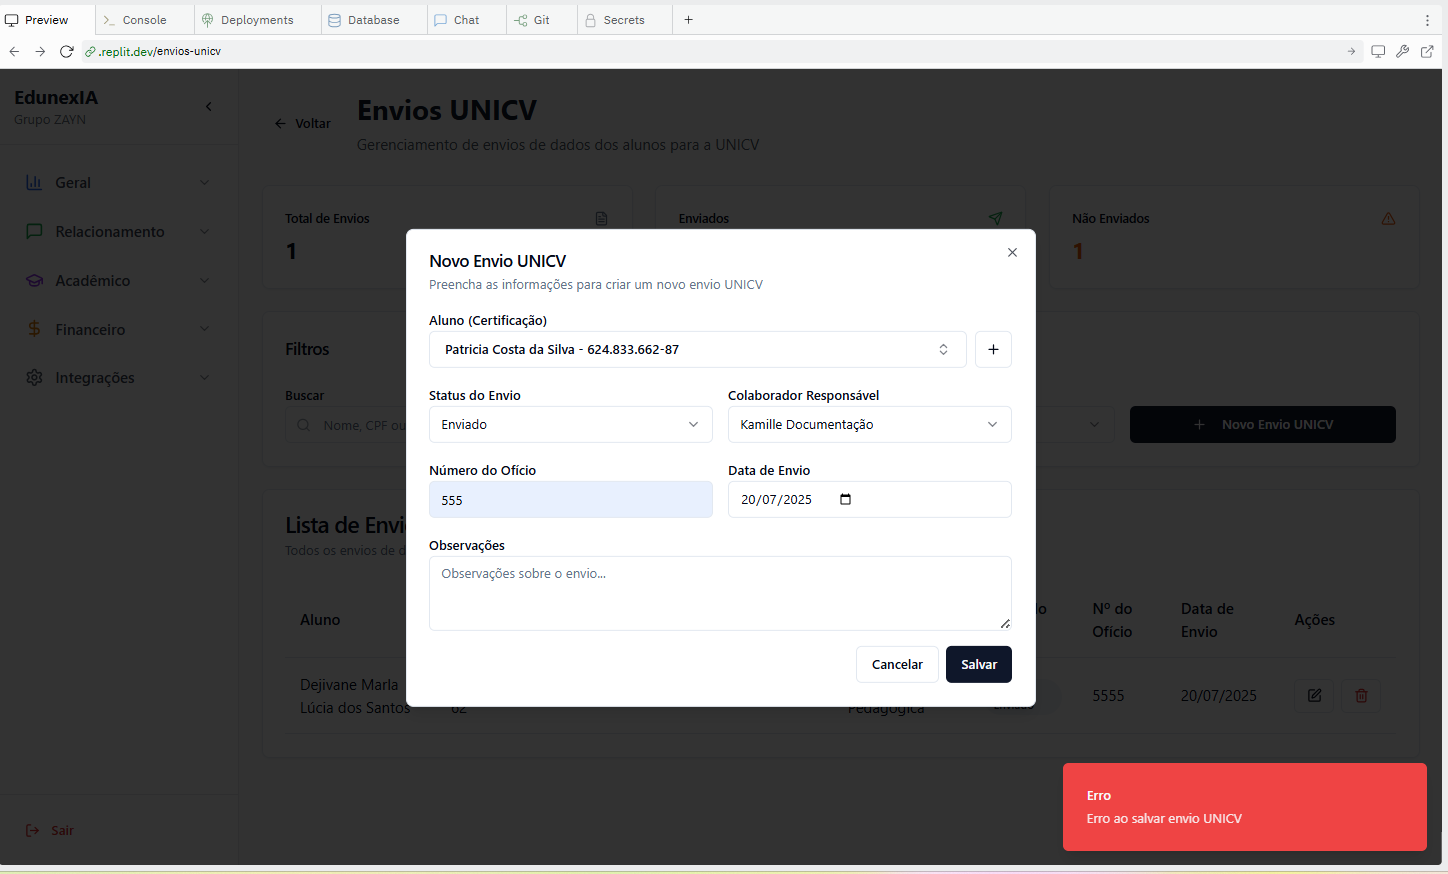 Preview
Console
Deployments
Database
Chat
Git
Secrets
.replit.dev/envios-unicv
EdunexIA
Grupo ZAYN
Voltar
Envios UNICV
Gerenciamento de envios de dados dos alunos para a UNICV
Geral
Relacionamento
Acadêmico
Financeiro
Integrações
Sair
Total de Envios
1
Enviados
Não Enviados
1
Filtros
Buscar
Nome, CPF ou
Novo Envio UNICV
Novo Envio UNICV
Preencha as informações para criar um novo envio UNICV
Aluno (Certificação)
Patricia Costa da Silva - 624.833.662-87
Status do Envio
Colaborador Responsável
Enviado
Kamille Documentação
Número do Ofício
Data de Envio
555
20/07/2025
Observações
Observações sobre o envio...
Cancelar
Salvar
Lista de Envi
Todos os envios de d
Aluno
Nº do
Ofício
Data de
Envio
Ações
Dejivane Marla
Lúcia dos Santos
62
Pedagógica
5555
20/07/2025
Erro
Erro ao salvar envio UNICV